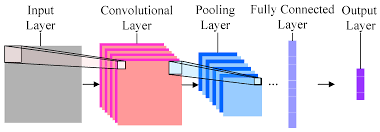 Input Layer
Convolutional Layer
Pooling Layer
Fully Connected Layer
Output Layer
...